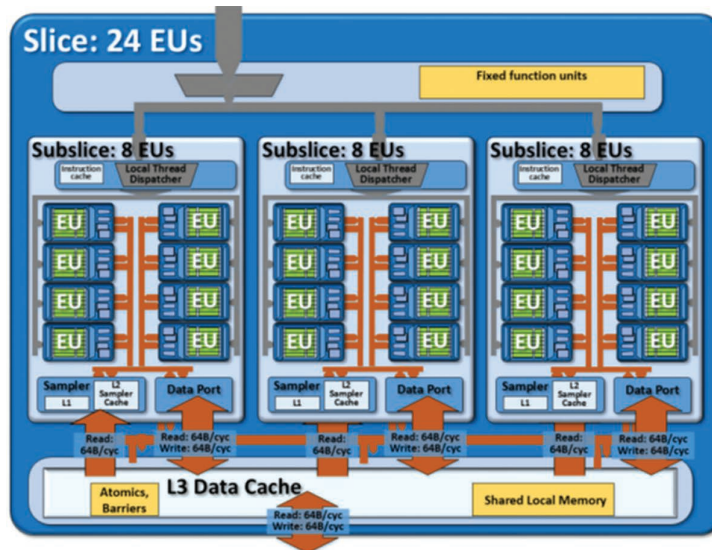 Slice: 24 EUs
Fixed function units
Subslice: 8 EUs
Instruction
cache
Local Thread
Dispatcher
EU EU
EU EU
EU EU
EU EU
Sampler
L1
L2
Sampler
Cache
Data Port
Subslice: 8 EUs
Instruction
cache
Local Thread
Dispatcher
EU EU
EU EU
EU EU
EU EU
Sampler
L1
L2
Sampler
Cache
Data Port
Subslice: 8 EUs
Instruction
cache
Local Thread
Dispatcher
EU EU
EU EU
EU EU
EU EU
Sampler
L1
L2
Sampler
Cache
Data Port
Read:
64B/cyc
Read: 64B/cyc
Write: 64B/cyc
Read:
64B/cyc
Read: 64B/cyc
Write: 64B/cyc
Read:
64B/cyc
Read: 64B/cyc
Write: 64B/cyc
L3 Data Cache
Atomics,
Barriers
Shared Local Memory
Read: 64B/cyc
Write: 64B/cyc